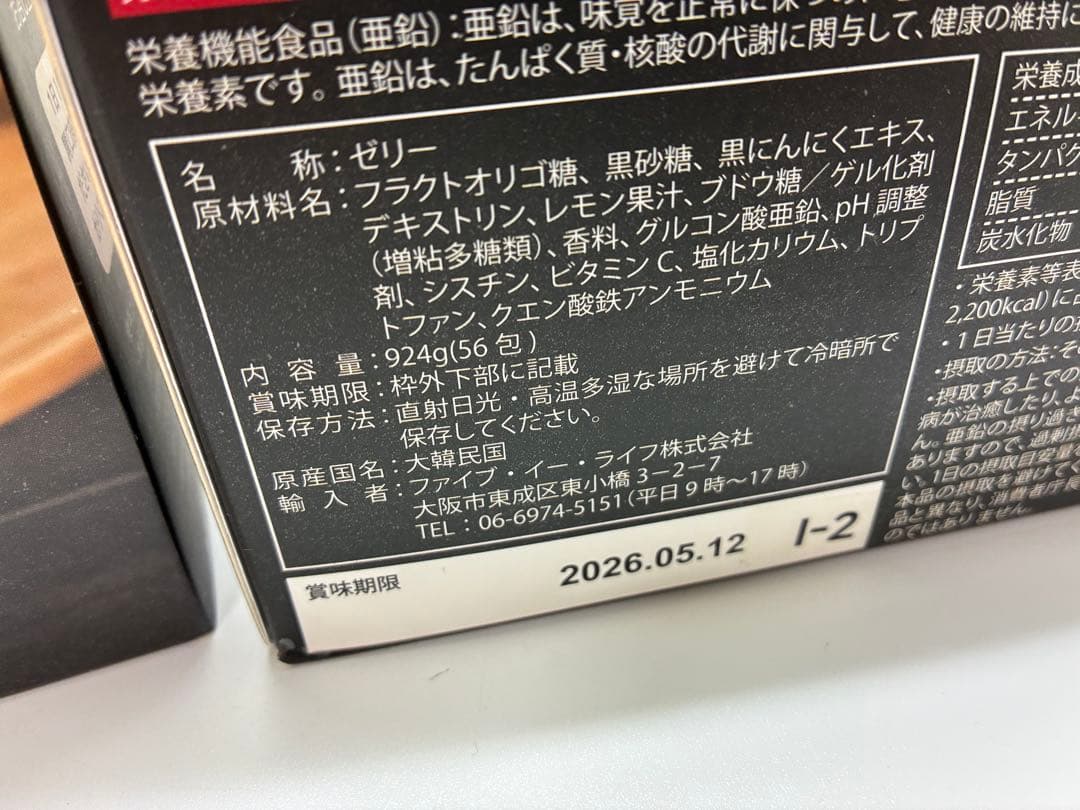 栄養機能食品(亜鉛):亜鉛は、味覚を正常に保つ
栄養素です。亜鉛は、たんぱく質・核酸の代謝に関与して、健康の維持に
名称:ゼリー
原材料名:フラクトオリゴ糖、黒砂糖、黒にんにくエキス、
デキストリン、レモン果汁、ブドウ糖／ゲル化剤
(増粘多糖類)、香料、グルコン酸亜鉛、pH調整
剤、シスチン、ビタミンC、塩化カリウム、トリプ
トファン、クエン酸鉄アンモニウム
内容量:924g(56包)
賞味期限:枠外下部に記載
保存方法:直射日光・高温多湿な場所を避けて冷暗所で
保存してください。
原産国名:大韓民国
輸入者:ファイブ・イー・ライフ株式会社
大阪市東成区東小橋3-2-7
TEL:06-6974-5151(平日9時〜17時)
賞味期限 2026.05.12 I-2
栄養成
エネルギ
タンパク
脂質
炭水化物
・栄養素等表
2,200kcal)に占
・1日当たりの摂
・摂取の方法:そ
・摂取する上での
病が治癒したり、よ
ん。亜鉛の摂り過ぎ
ありますので、過剰摂
い。1日の摂取目安量を
本品の摂取を避けてく
品と異なり、消費者庁長
のではありません。